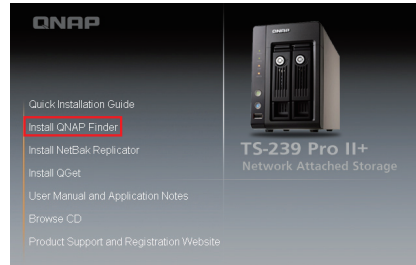 QNAP
Quick Installation Guide
Install QNAP Finder
Install NetBak Replicator
Install QGet
User Manual and Application Notes
Browse CD
Product Support and Registration Website
TS-239 Pro II+
Network Attached Storage